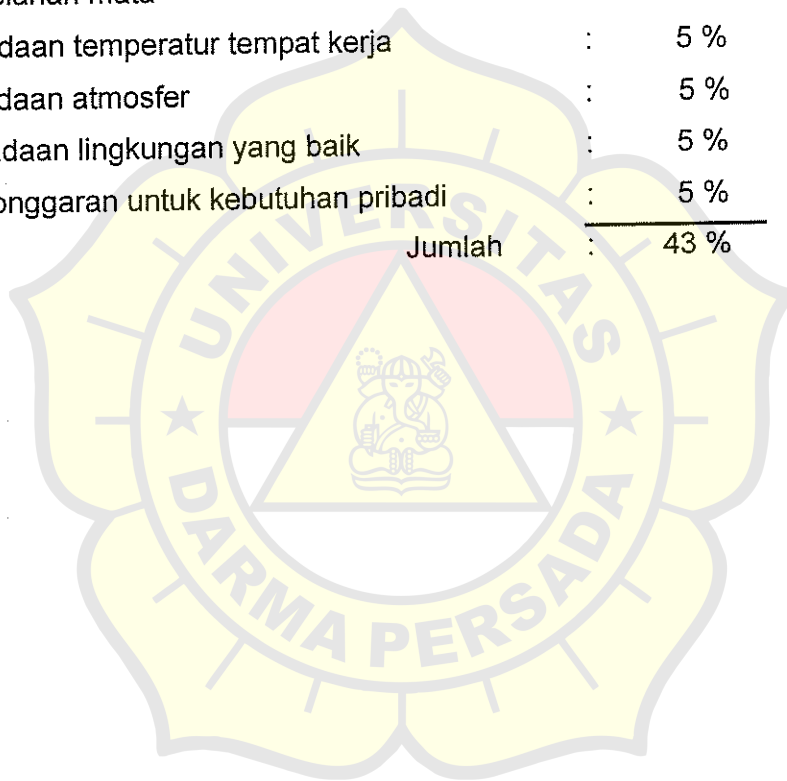 mata
daan temperatur tempat kerja : 5 %
daan atmosfer : 5 %
daan lingkungan yang baik : 5 %
onggaran untuk kebutuhan pribadi : 5 %
Jumlah : 43 %
UNIVERSITAS
DARMA PERSADA